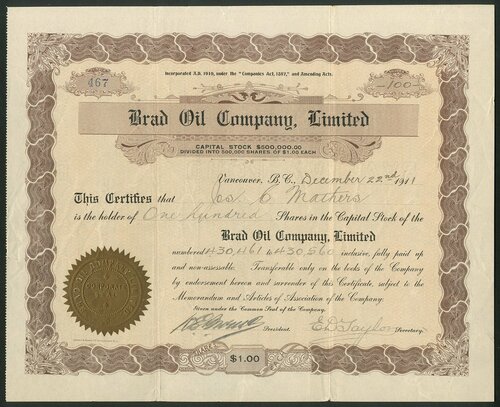 Incorporated A.D. 1910, under the "Companies Act, 1897," and Amending Acts.
467
-100-
Brad Oil Company, Limited
CAPITAL STOCK $500,000.00
DIVIDED INTO 500,000 SHARES OF $1.00 EACH
Vancouver, B.C. December 22nd 1911
This Certifies that Jos C Mathers
is the holder of One Hundred Shares in the Capital Stock of the
Brad Oil Company, Limited
numbered 430,461 to 430,560 inclusive, fully paid up
and non-assessable. Transferable only on the books of the Company
by endorsement hereon and surrender of this Certificate, subject to the
Memorandum and Articles of Association of the Company.
Given under the Common Seal of the Company.
President. E.D. Taylor Secretary.
SHARES $1.00 EACH